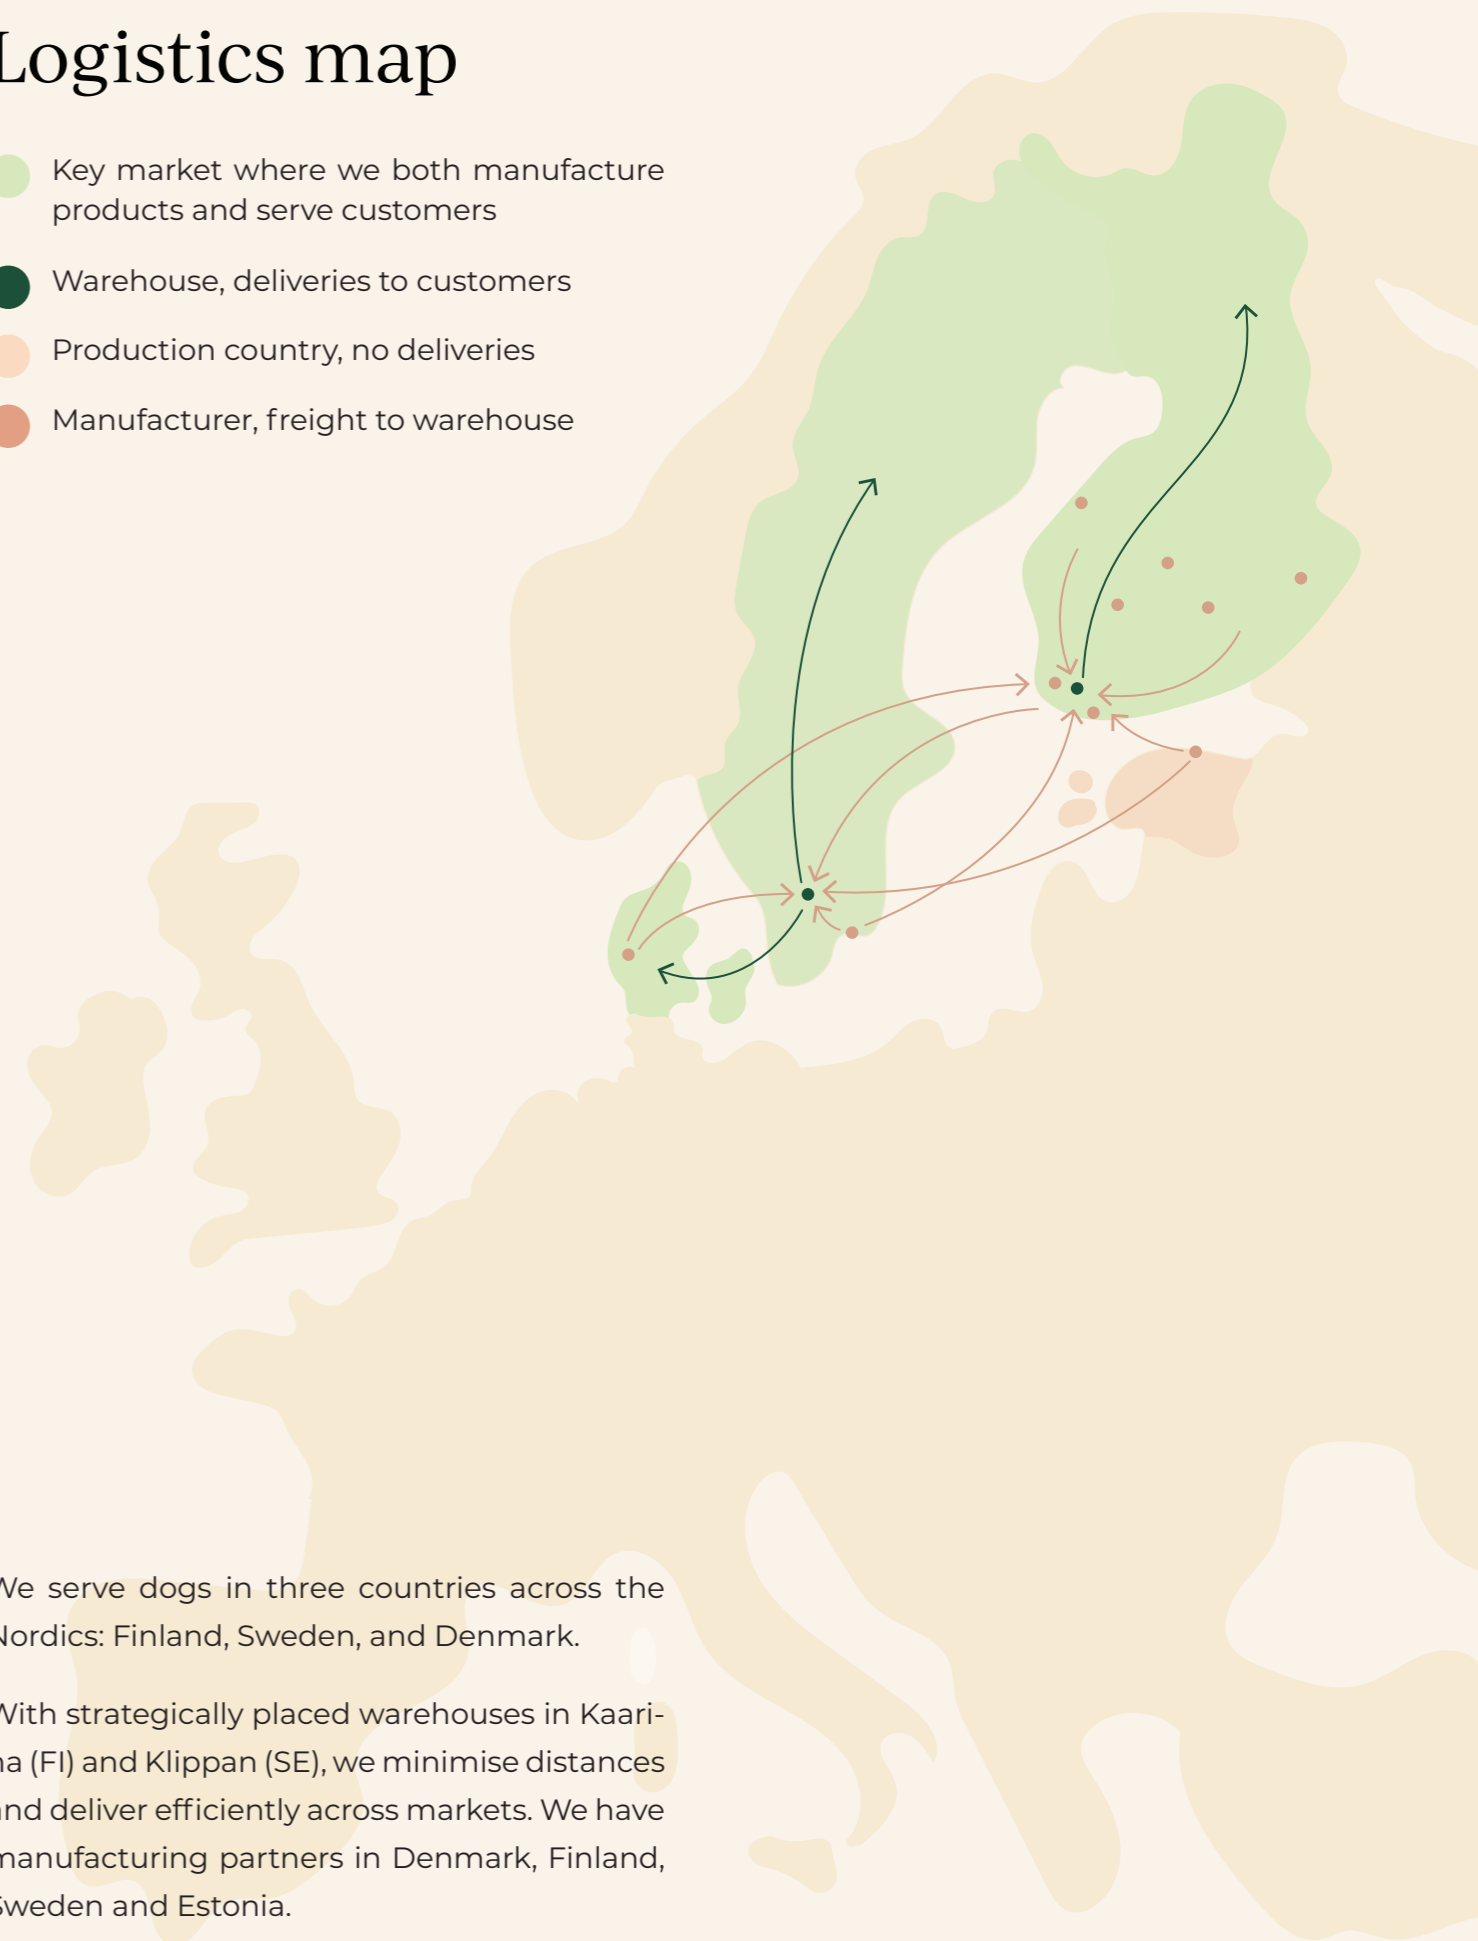 Logistics map
Key market where we both manufacture
products and serve customers
Warehouse, deliveries to customers
Production country, no deliveries
Manufacturer, freight to warehouse
We serve dogs in three countries across the
Nordics: Finland, Sweden, and Denmark.
With strategically placed warehouses in Kaari-
na (FI) and Klippan (SE), we minimise distances
and deliver efficiently across markets. We have
manufacturing partners in Denmark, Finland,
Sweden and Estonia.